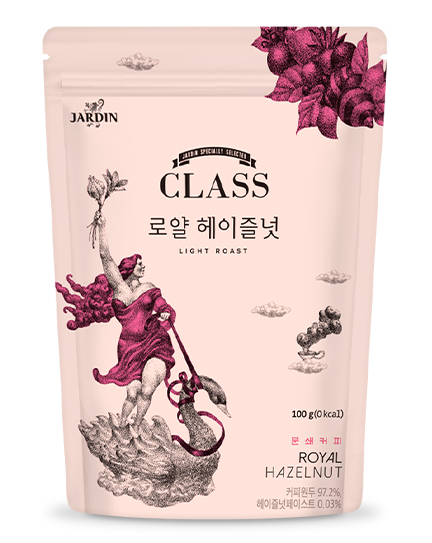 JARDIN
JARDIN SPECIALLY SELECTED
CLASS
로얄 헤이즐넛
LIGHT ROAST
100 g(0 kcal)
분쇄커피
ROYAL
HAZELNUT
커피원두 97.2%,
헤이즐넛페이스트 0.03%